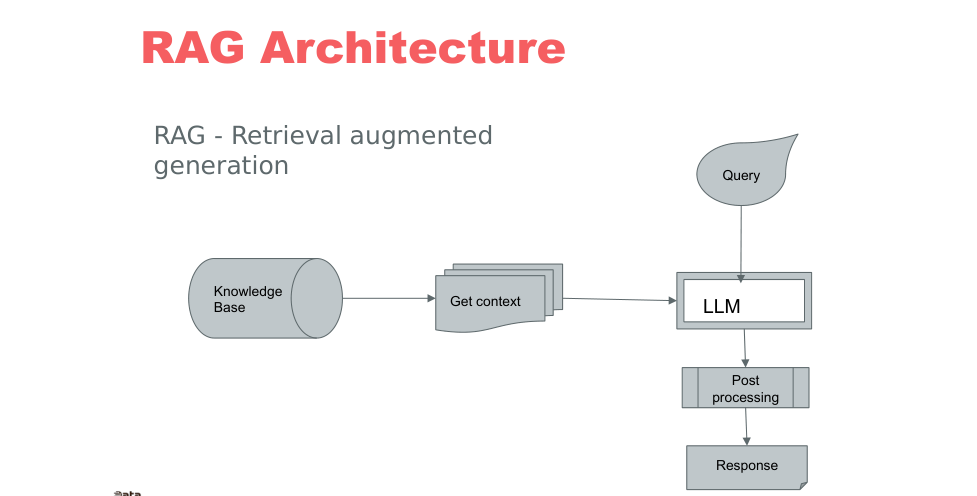 RAG Architecture
RAG - Retrieval augmented
generation
Query
Knowledge
Base
Get context
LLM
Post
processing
Response